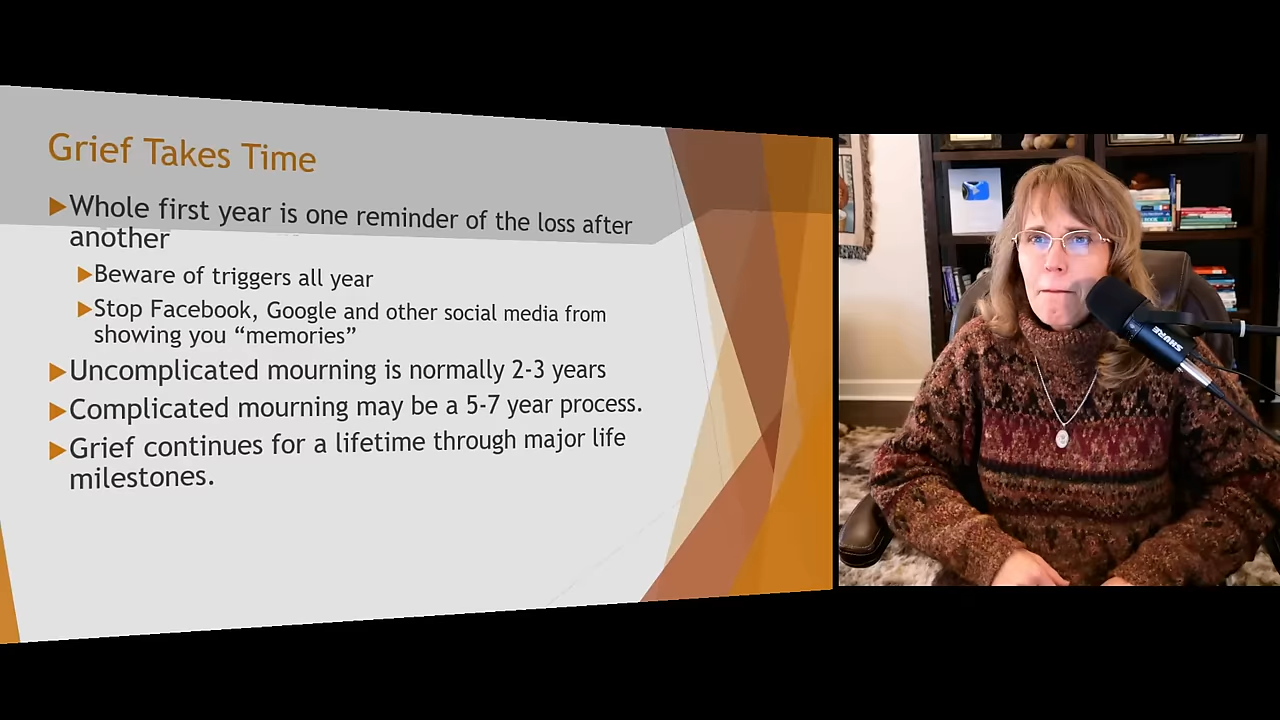 Grief Takes Time
Whole first year is one reminder of the loss after
another
Beware of triggers all year
Stop Facebook, Google and other social media from
showing you “memories”
Uncomplicated mourning is normally 2-3 years
Complicated mourning may be a 5-7 year process.
Grief continues for a lifetime through major life
milestones.
SHURE